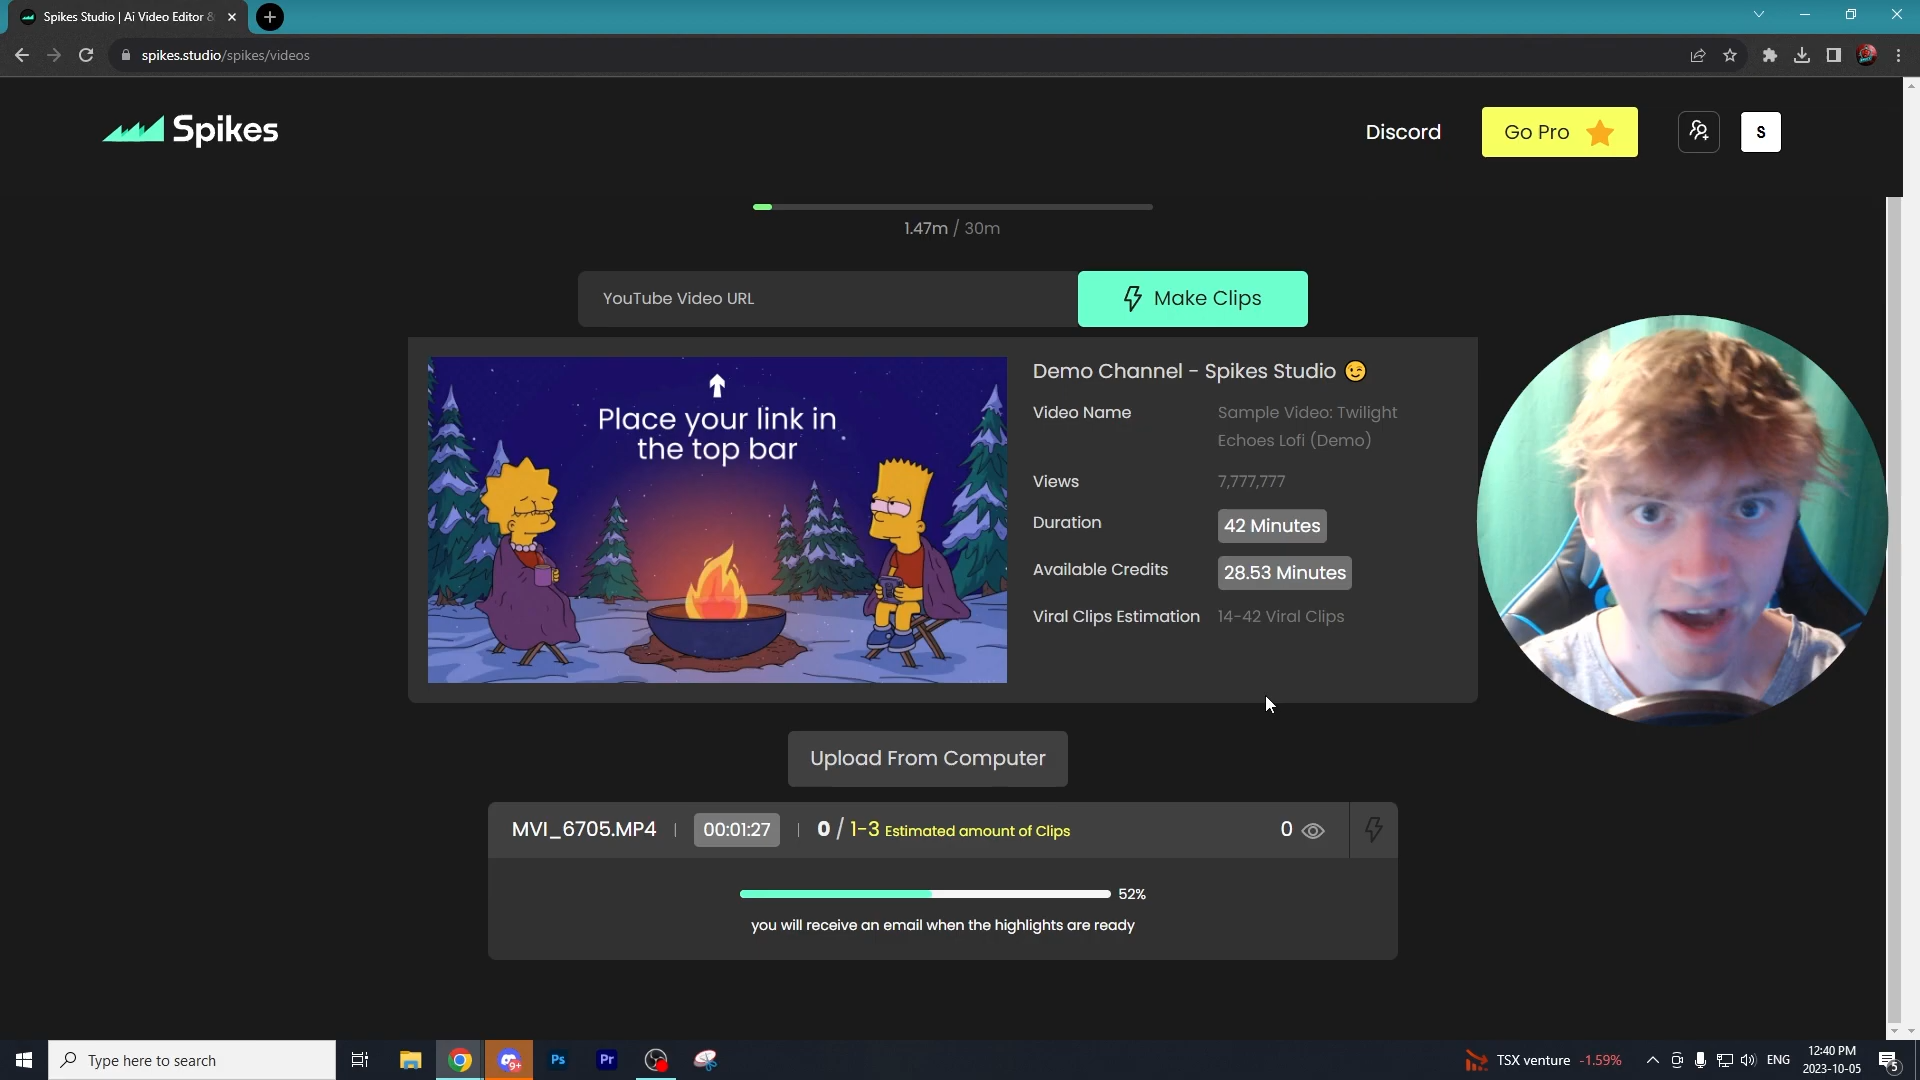 Spikes Studio | Ai Video Editor &
spikes.studio/spikes/videos
Spikes
Discord
Go Pro
S
1.47m / 30m
YouTube Video URL
Make Clips
Place your link in
the top bar
Demo Channel - Spikes Studio 😉
Video Name
Sample Video: Twilight
Echoes Lofi (Demo)
Views
7,777,777
Duration
42 Minutes
Available Credits
28.53 Minutes
Viral Clips Estimation
14-42 Viral Clips
Upload From Computer
MVI_6705.MP4 | 00:01:27 | 0 / 1-3 Estimated amount of Clips
0
52%
you will receive an email when the highlights are ready
Type here to search
9+
Ps
Pr
TSX venture -1.59%
ENG
12:40 PM
2023-10-05
5